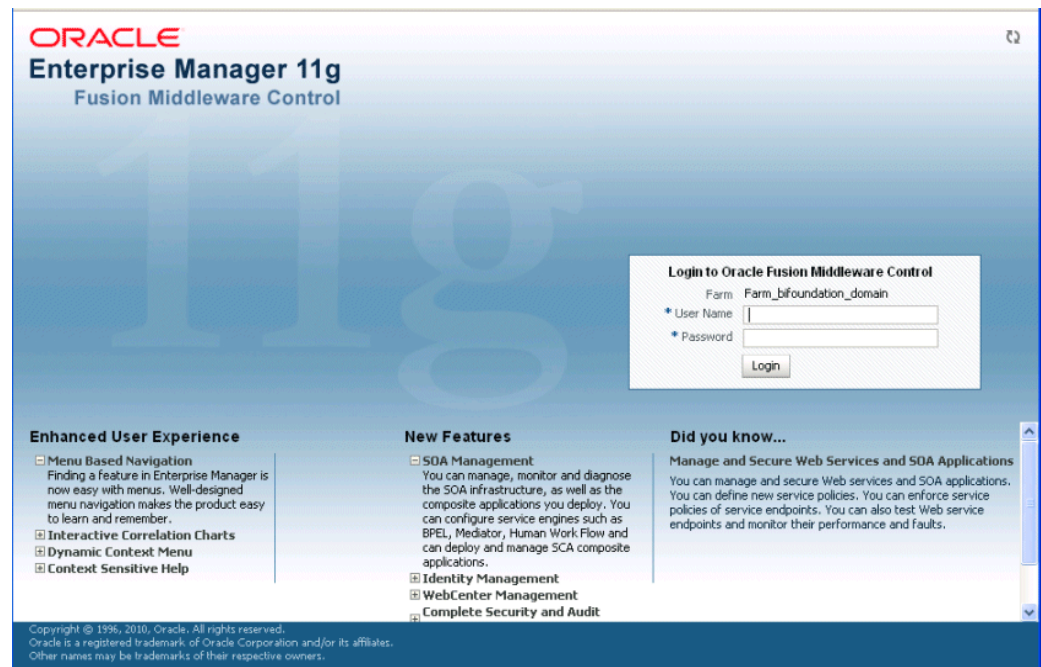 ORACLE
Enterprise Manager 11g
Fusion Middleware Control
11g
Login to Oracle Fusion Middleware Control
Farm Farm_bifoundation_domain
* User Name
* Password
Login
Enhanced User Experience
Menu Based Navigation
Finding a feature in Enterprise Manager is
now easy with menus. Well-designed
menu navigation makes the product easy
to learn and remember.
Interactive Correlation Charts
Dynamic Context Menu
Context Sensitive Help
New Features
SOA Management
You can manage, monitor and diagnose
the SOA infrastructure, as well as the
composite applications you deploy. You
can configure service engines such as
BPEL, Mediator, Human Work Flow and
can deploy and manage SCA composite
applications.
Identity Management
WebCenter Management
Complete Security and Audit
Did you know...
Manage and Secure Web Services and SOA Applications
You can manage and secure Web services and SOA applications.
You can define new service policies. You can enforce service
policies of service endpoints. You can also test Web service
endpoints and monitor their performance and faults.
Copyright © 1996, 2010, Oracle. All rights reserved.
Oracle is a registered trademark of Oracle Corporation and/or its affiliates.
Other names may be trademarks of their respective owners.